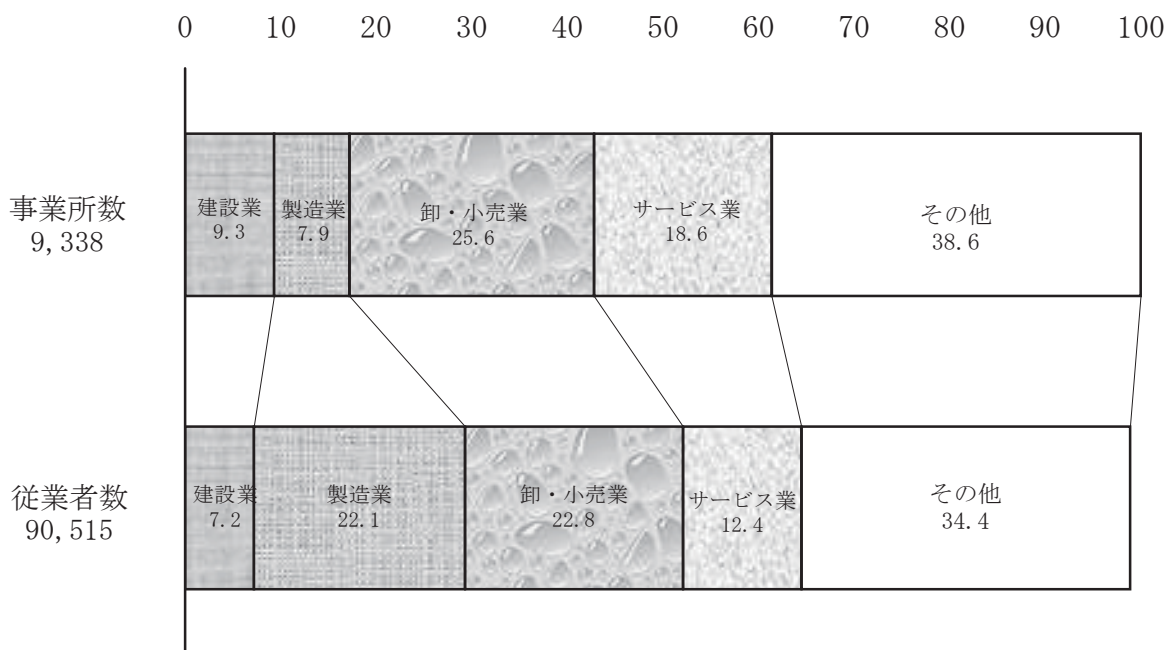 0 10 20 30 40 50 60 70 80 90 100
事業所数
9,338
建設業
9.3
製造業
7.9
卸・小売業
25.6
サービス業
18.6
その他
38.6
従業者数
90,515
建設業
7.2
製造業
22.1
卸・小売業
22.8
サービス業
12.4
その他
34.4